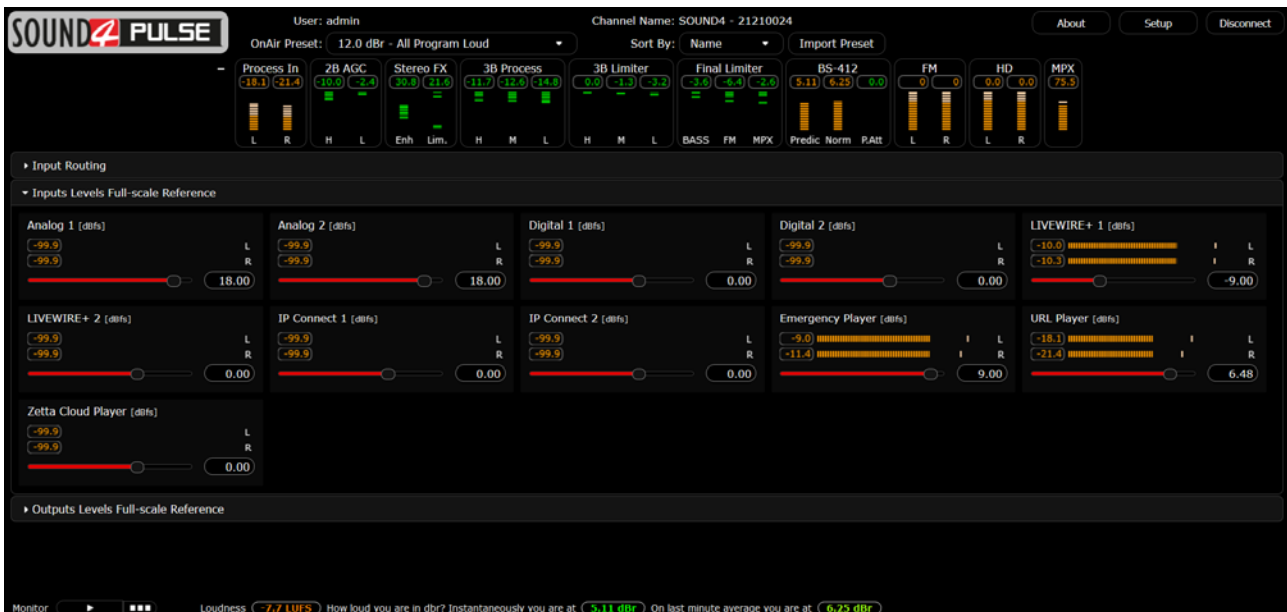 SOUND4 PULSE
User: admin
Channel Name: SOUND4 - 21210024
About Setup Disconnect
OnAir Preset: 12.0 dBr - All Program Loud
Sort By: Name Import Preset
Process In 2B AGC Stereo FX 3B Process 3B Limiter Final Limiter BS-412 FM HD MPX
-18.1 -21.4 -10.0 -2.4 30.8 21.6 -11.7 -12.6 -14.8 0.0 -1.3 -3.2 -3.6 -6.4 -2.6 5.11 6.25 0.0 0 0 0.0 0.0 75.5
L R H L Enh Lim. H M L H M L BASS FM MPX Predic Norm P.Att L R L R
Input Routing
Inputs Levels Full-scale Reference
Analog 1 [dBfs] Analog 2 [dBfs] Digital 1 [dBfs] Digital 2 [dBfs] LIVEWIRE+ 1 [dBfs]
-99.9 L -99.9 L -99.9 L -99.9 L -10.0 L
-99.9 R -99.9 R -99.9 R -99.9 R -10.3 R
18.00 18.00 0.00 0.00 -9.00
LIVEWIRE+ 2 [dBfs] IP Connect 1 [dBfs] IP Connect 2 [dBfs] Emergency Player [dBfs] URL Player [dBfs]
-99.9 L -99.9 L -99.9 L -9.0 L -18.1 L
-99.9 R -99.9 R -99.9 R -11.4 R -21.4 R
0.00 0.00 0.00 9.00 6.48
Zetta Cloud Player [dBfs]
-99.9 L
-99.9 R
0.00
Outputs Levels Full-scale Reference
Monitor Loudness -7.7 LUFS How loud you are in dbr? Instantaneously you are at 5.11 dBr On last minute average you are at 6.25 dBr